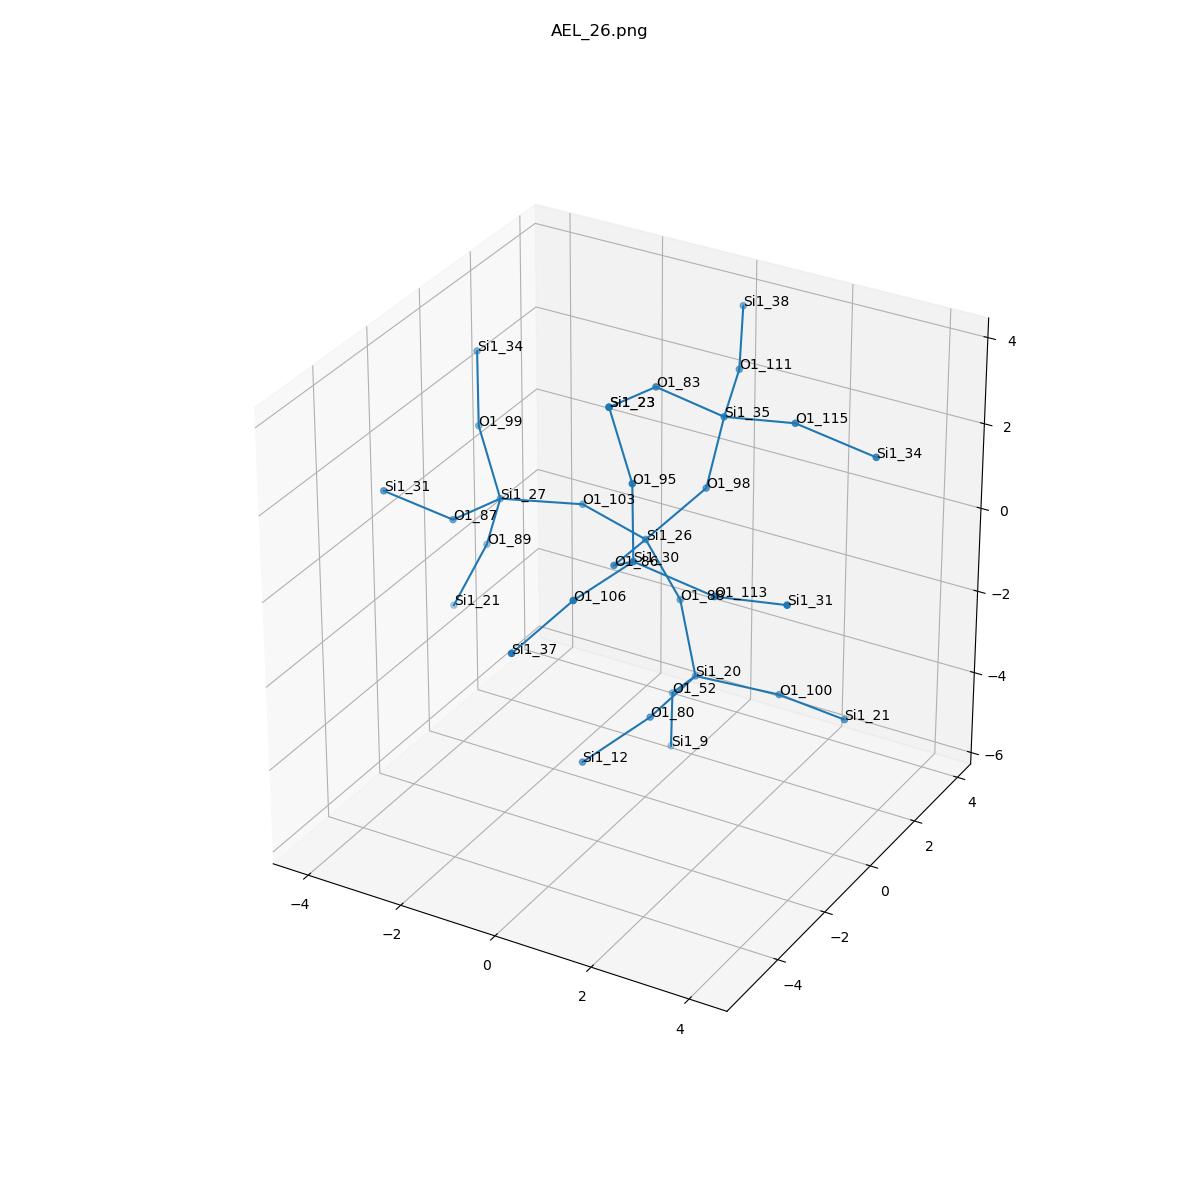 AEL_26.png
Si1_38
Si1_34
O1_111
O1_83
Si1_23
Si1_35
O1_115
O1_99
Si1_34
O1_95
O1_98
Si1_31
Si1_27
O1_103
O1_87
O1_89
Si1_26
O1_86
Si1_30
O1_106
O1_88
O1_113
Si1_31
Si1_21
Si1_37
Si1_20
O1_52
O1_100
O1_80
Si1_21
Si1_9
Si1_12
4
2
0
−2
−4
−6
4
2
0
−2
−4
−4
−2
0
2
4